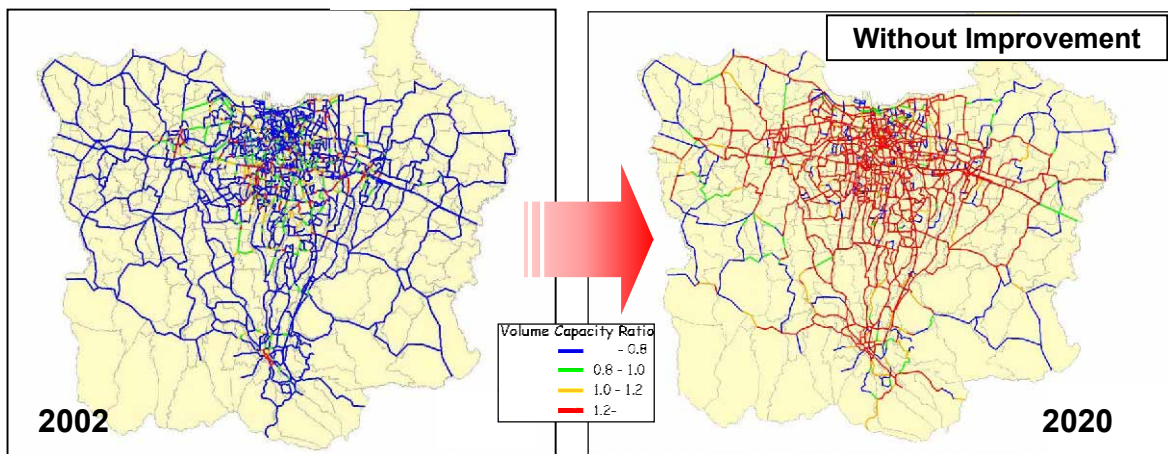 Without Improvement
Volume Capacity Ratio
- 0.8
0.8 - 1.0
1.0 - 1.2
1.2-
2002
2020